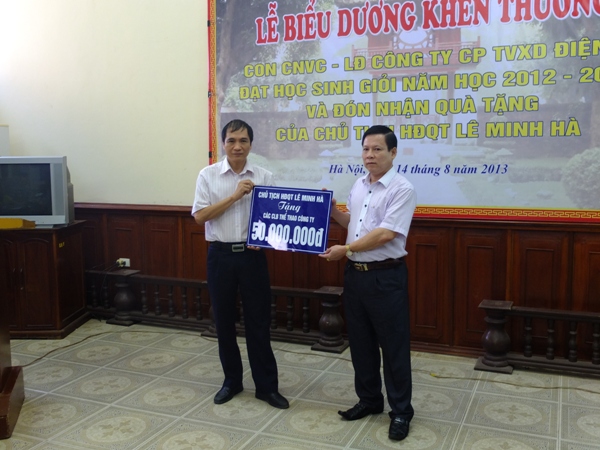 LỄ BIỂU DƯƠNG KHEN THƯỞNG
CON CNVC - LĐ CÔNG TY CP TVXD ĐIỆN
ĐẠT HỌC SINH GIỎI NĂM HỌC 2012 - 20
VÀ ĐÓN NHẬN QUÀ TẶNG
CỦA CHỦ TỊCH HĐQT LÊ MINH HÀ
Hà Nội, 14 tháng 8 năm 2013
CHỦ TỊCH HĐQT LÊ MINH HÀ
Tặng
CÁC CLB THỂ THAO CÔNG TY
50.000.000đ